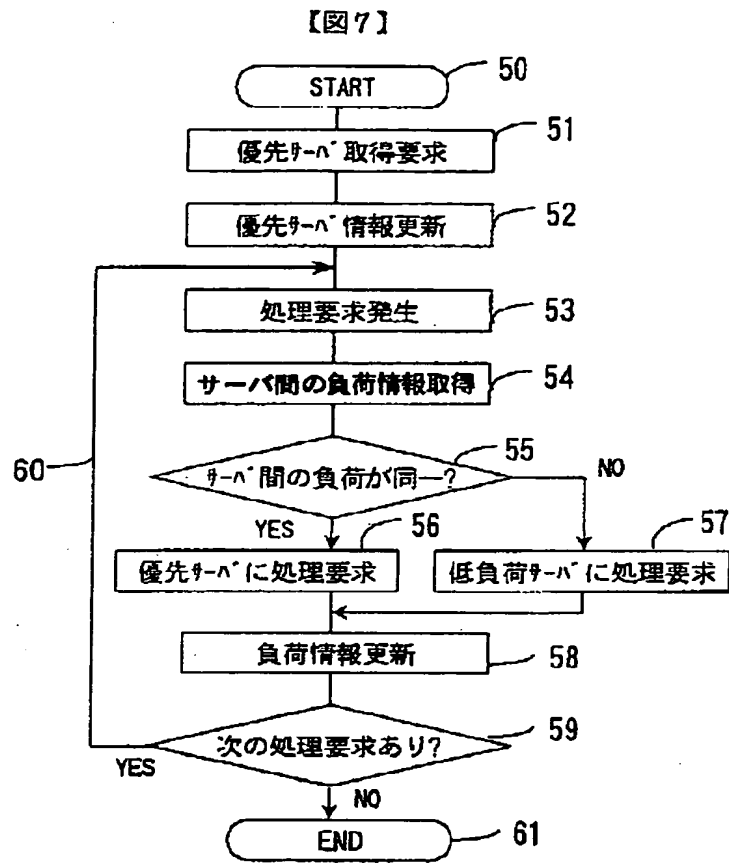 【図7】
START
50
優先ｻｰﾊﾞ取得要求
51
優先ｻｰﾊﾞ情報更新
52
処理要求発生
53
サーバ間の負荷情報取得
54
ｻｰﾊﾞ間の負荷が同一?
55
60
YES
NO
優先ｻｰﾊﾞに処理要求
56
低負荷ｻｰﾊﾞに処理要求
57
負荷情報更新
58
次の処理要求あり?
59
YES
NO
END
61